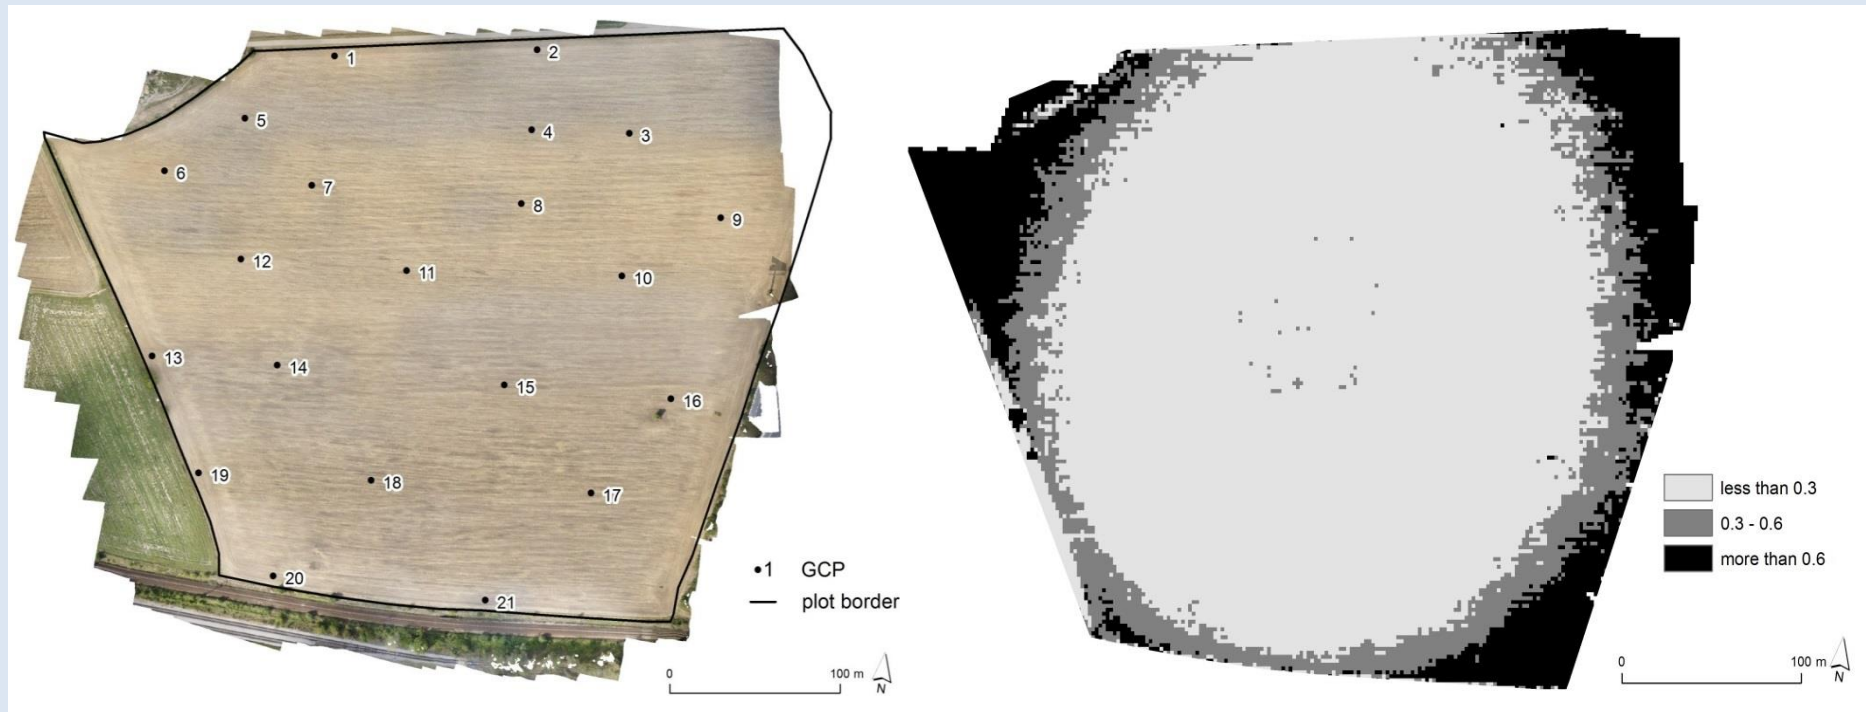 1
2
5
4
3
6
7
8
9
12
11
10
13
14
15
16
19
18
17
20
21
•1 GCP
plot border
0 100 m
N
less than 0.3
0.3 - 0.6
more than 0.6
0 100 m
N